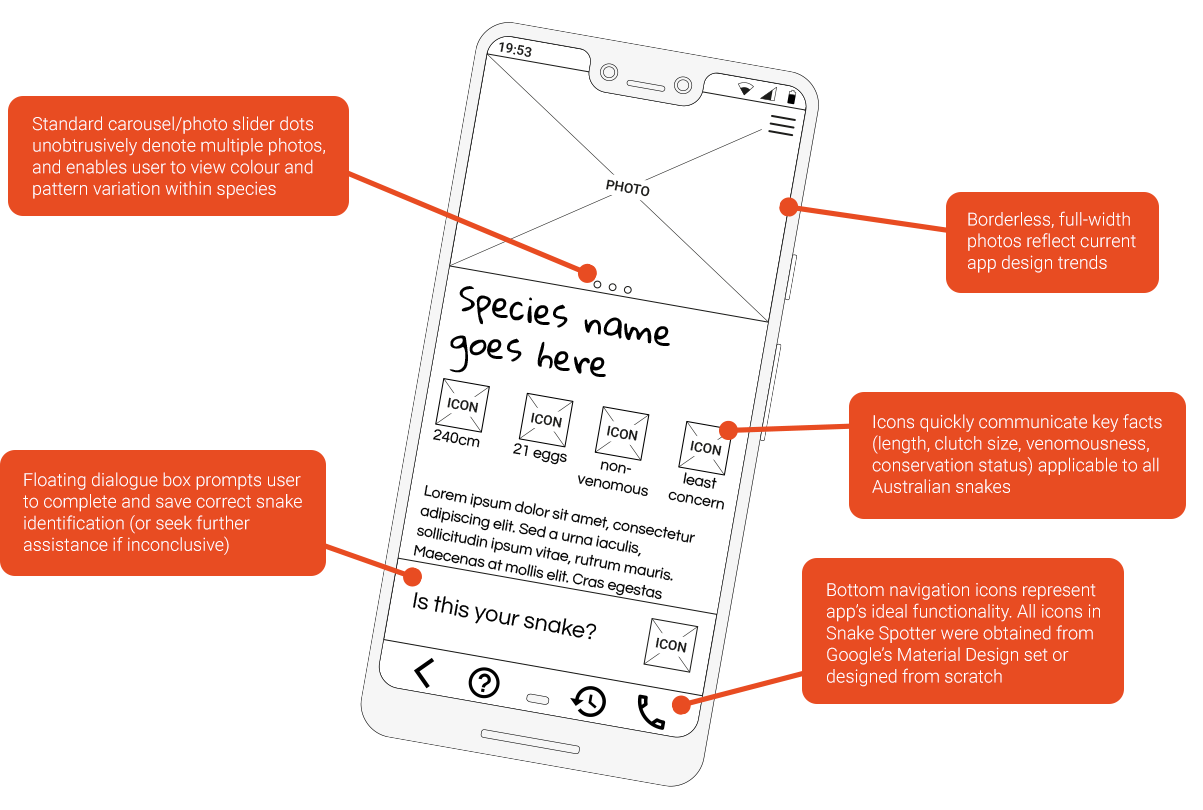 19:53
Standard carousel/photo slider dots
unobtrusively denote multiple photos,
and enables user to view colour and
pattern variation within species
PHOTO
Borderless, full-width
photos reflect current
app design trends
Species name
goes here
ICON
240cm
ICON
21 eggs
ICON
non-
venomous
ICON
least
concern
Icons quickly communicate key facts
(length, clutch size, venomousness,
conservation status) applicable to all
Australian snakes
Floating dialogue box prompts user
to complete and save correct snake
identification (or seek further
assistance if inconclusive)
Lorem ipsum dolor sit amet, consectetur
adipiscing elit. Sed a urna iaculis,
sollicitudin ipsum vitae, rutrum mauris.
Maecenas at mollis elit. Cras egestas
Is this your snake?
ICON
Bottom navigation icons represent
app's ideal functionality. All icons in
Snake Spotter were obtained from
Google's Material Design set or
designed from scratch